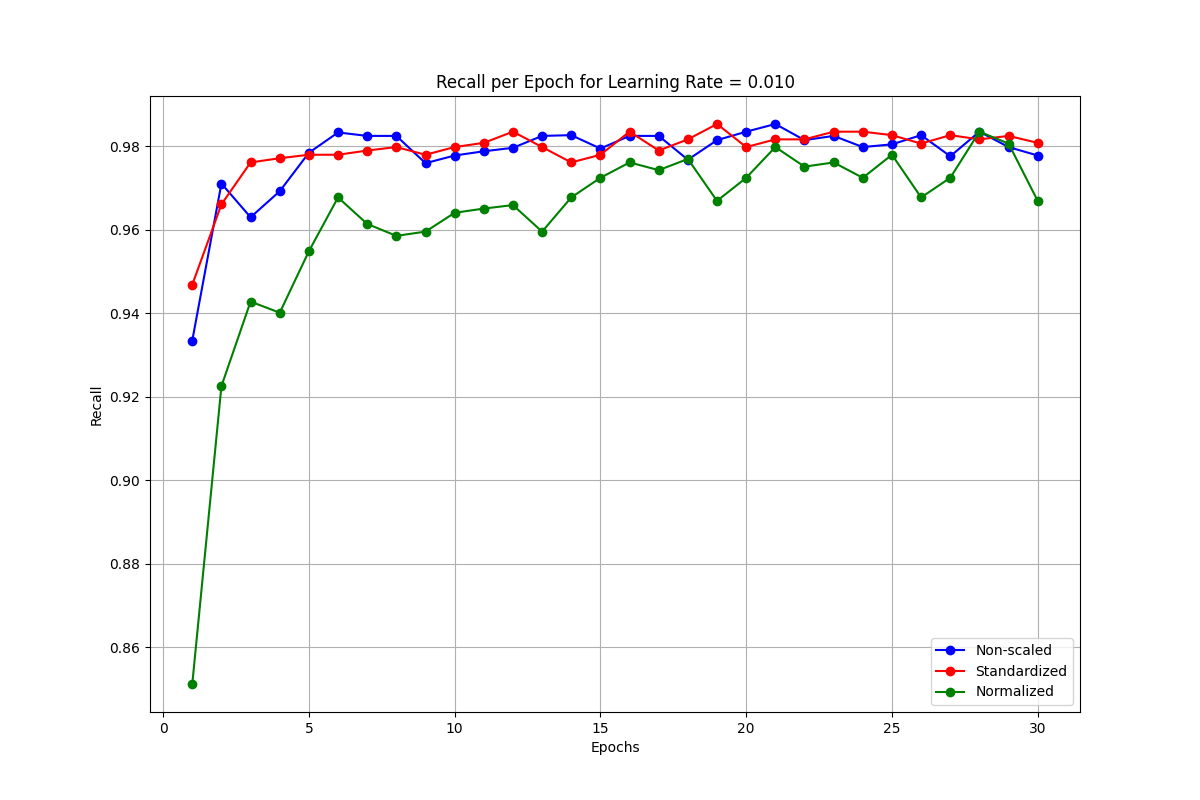 Recall per Epoch for Learning Rate = 0.010
0.98
0.96
0.94
0.92
0.90
0.88
0.86
Recall
0 5 10 15 20 25 30
Epochs
Non-scaled
Standardized
Normalized